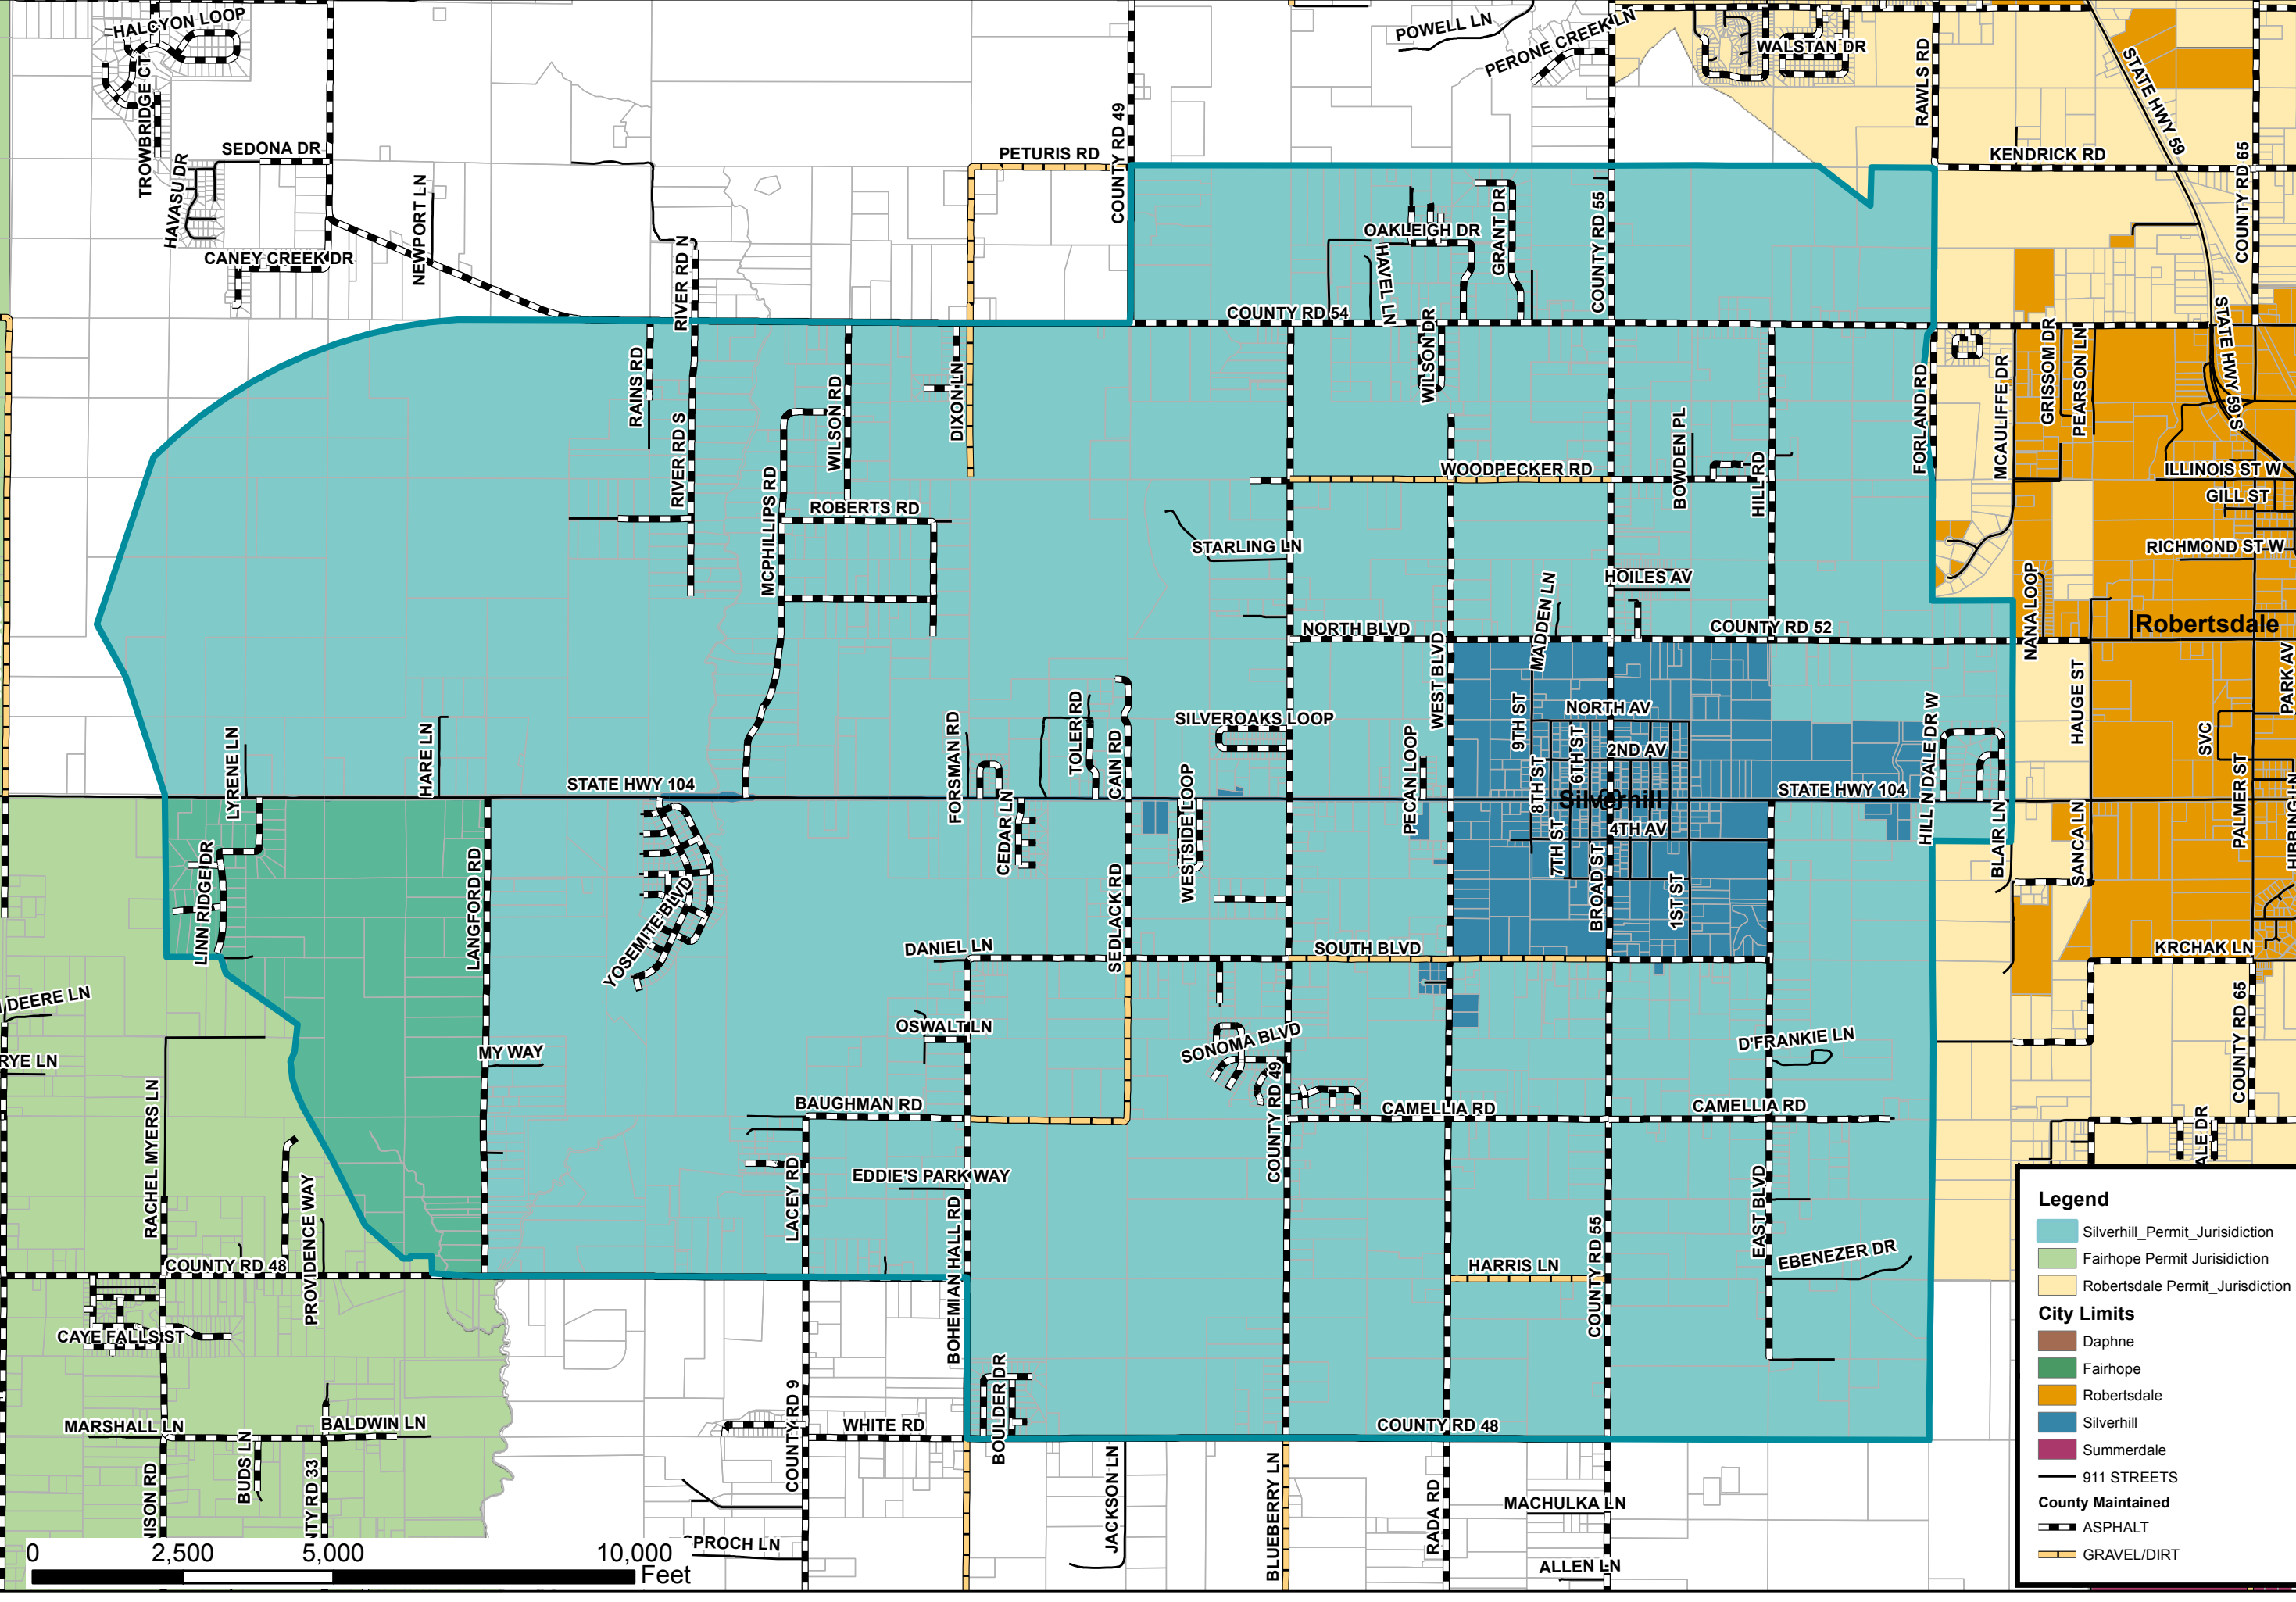 HALCYON LOOP
POWELL LN
PERONE CREEK LN
WALSTAN DR
TROWBRIDGE CT
RAWLS RD
STATE HWY 59
COUNTY RD 49
SEDONA DR
PETURIS RD
KENDRICK RD
COUNTY RD 65
HAVASU DR
NEWPORT LN
CANEY CREEK DR
RIVER RD N
OAKLEIGH DR
HAVEL LN
GRANT DR
COUNTY RD 55
COUNTY RD 54
STATE HWY 59 S
RAINS RD
RIVER RD S
WILSON RD
DIXON LN
WILSON DR
FORLAND RD
MCAULIFFE DR
GRISSOM DR
PEARSON LN
MCPHILLIPS RD
WOODPECKER RD
BOWDEN PL
HILL RD
ILLINOIS ST W
GILL ST
ROBERTS RD
STARLING LN
RICHMOND ST W
HOILES AV
MADDEN LN
NANA LOOP
NORTH BLVD
COUNTY RD 52
Robertsdale
WEST BLVD
9TH ST
NORTH AV
HAUGE ST
PARK AV
LYRENE LN
HARE LN
FORSMAN RD
TOLER RD
CAIN RD
SILVEROAKS LOOP
PECAN LOOP
6TH ST
2ND AV
HILL N DALE DR W
SVC
STATE HWY 104
WESTSIDE LOOP
8TH ST
Silverhill
STATE HWY 104
PALMER ST
HIBBING LN
CEDAR LN
7TH ST
4TH AV
BLAIR LN
SANCA LN
LINN RIDGE DR
LANGFORD RD
YOSEMITE BLVD
SEDLACK RD
BROAD ST
1ST ST
DANIEL LN
SOUTH BLVD
KRCHAK LN
DEERE LN
OSWALT LN
SONOMA BLVD
D'FRANKIE LN
RYE LN
MY WAY
COUNTY RD 49
COUNTY RD 65
RACHEL MYERS LN
BAUGHMAN RD
CAMELLIA RD
CAMELLIA RD
ALE DR
PROVIDENCE WAY
LACEY RD
EDDIE'S PARK WAY
BOHEMIAN HALL RD
EAST BLVD
COUNTY RD 55
COUNTY RD 48
HARRIS LN
EBENEZER DR
CAYE FALLS ST
BOULDER DR
MARSHALL LN
BALDWIN LN
COUNTY RD 9
WHITE RD
COUNTY RD 48
BUDS LN
NISON RD
NTY RD 33
JACKSON LN
BLUEBERRY LN
RADA RD
MACHULKA LN
PROCH LN
ALLEN LN
0 2,500 5,000 10,000
Feet
Legend
Silverhill_Permit_Jurisidiction
Fairhope Permit Jurisidiction
Robertsdale Permit_Jurisdiction
City Limits
Daphne
Fairhope
Robertsdale
Silverhill
Summerdale
911 STREETS
County Maintained
ASPHALT
GRAVEL/DIRT